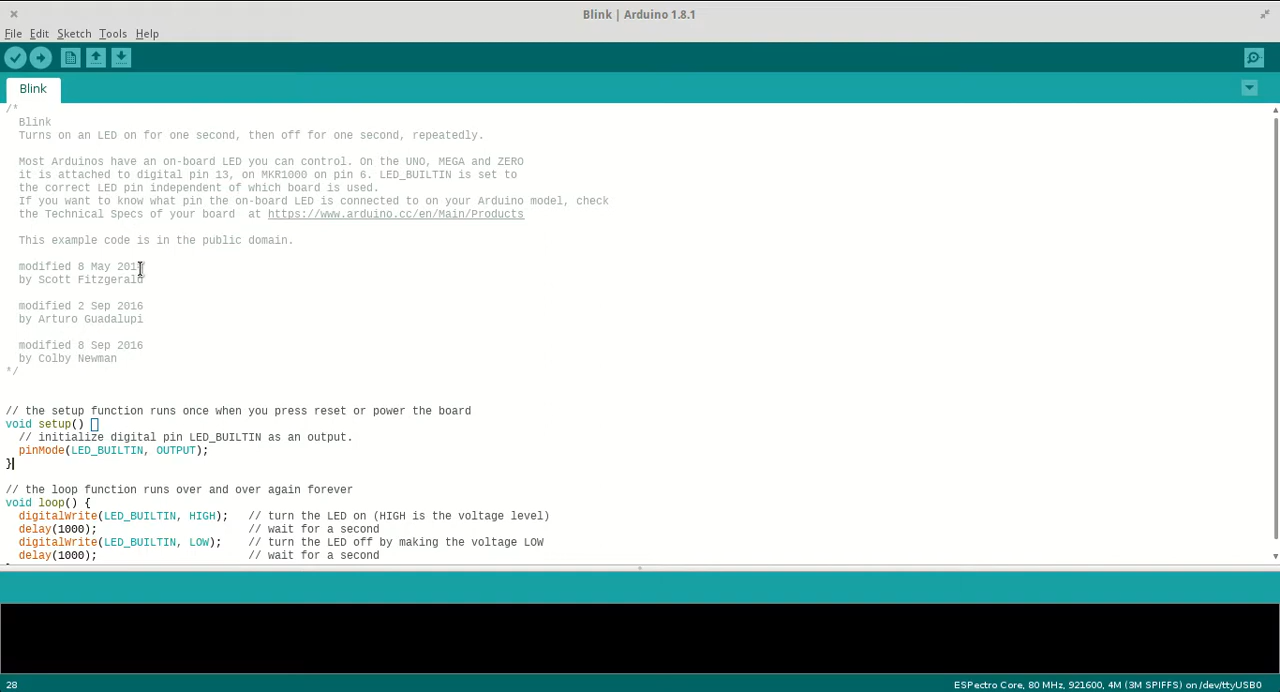 Blink | Arduino 1.8.1
File Edit Sketch Tools Help
Blink
/*
Blink
Turns on an LED on for one second, then off for one second, repeatedly.
Most Arduinos have an on-board LED you can control. On the UNO, MEGA and ZERO
it is attached to digital pin 13, on MKR1000 on pin 6. LED_BUILTIN is set to
the correct LED pin independent of which board is used.
If you want to know what pin the on-board LED is connected to on your Arduino model, check
the Technical Specs of your board  at https://www.arduino.cc/en/Main/Products
This example code is in the public domain.
modified 8 May
by Scott Fitzgerald
modified 2 Sep 2016
by Arturo Guadalupi
modified 8 Sep 2016
by Colby Newman
*/
// the setup function runs once when you press reset or power the board
void setup() {
// initialize digital pin LED_BUILTIN as an output.
pinMode(LED_BUILTIN, OUTPUT);
}
// the loop function runs over and over again forever
void loop() {
digitalWrite(LED_BUILTIN, HIGH);   // turn the LED on (HIGH is the voltage level)
delay(1000);                       // wait for a second
digitalWrite(LED_BUILTIN, LOW);    // turn the LED off by making the voltage LOW
delay(1000);                       // wait for a second
28
ESPectro Core, 80 MHz, 921600, 4M (3M SPIFFS) on /dev/ttyUSB0